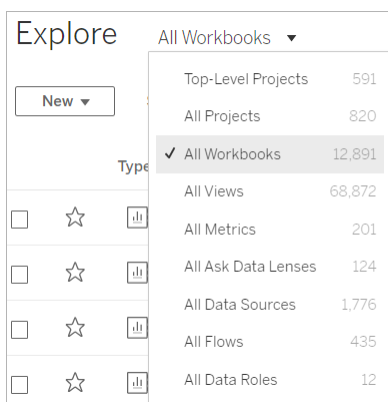 Explore All Workbooks
Top-Level Projects 591
New
All Projects 820
All Workbooks 12,891
Type
All Views 68,872
All Metrics 201
All Ask Data Lenses 124
All Data Sources 1,776
All Flows 435
All Data Roles 12